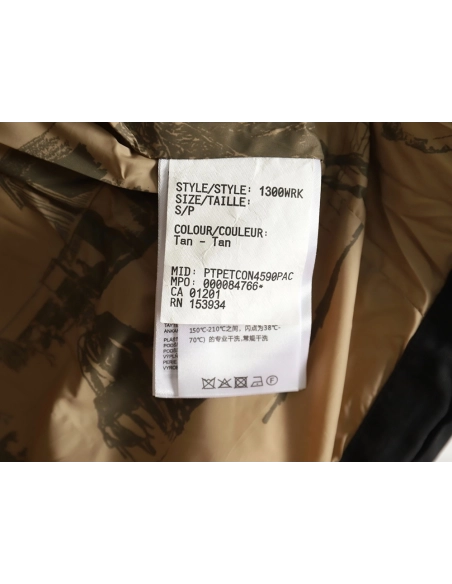 STYLE/STYLE: 1300WRK
SIZE/TAILLE:
S/P
COLOUR/COULEUR:
Tan - Tan
MID: PTPETCON4590PAC
MPO: 000084766*
CA 01201
RN 153934
150℃-210℃之间, 闪点为38℃-
70℃) 的专业干洗,常规干洗